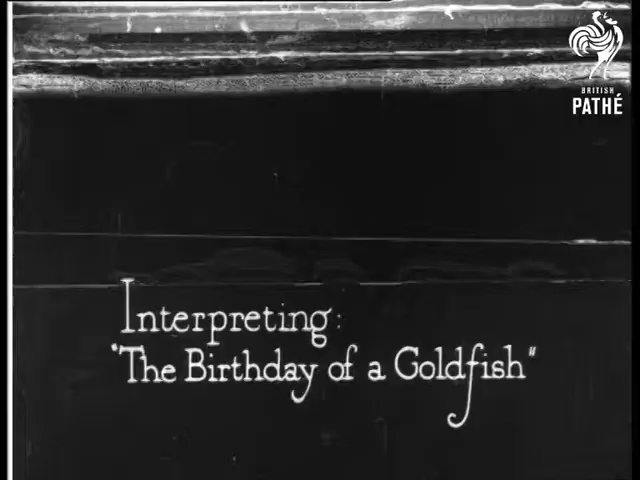 BRITISH
PATHÉ
Interpreting:
"The Birthday of a Goldfish"